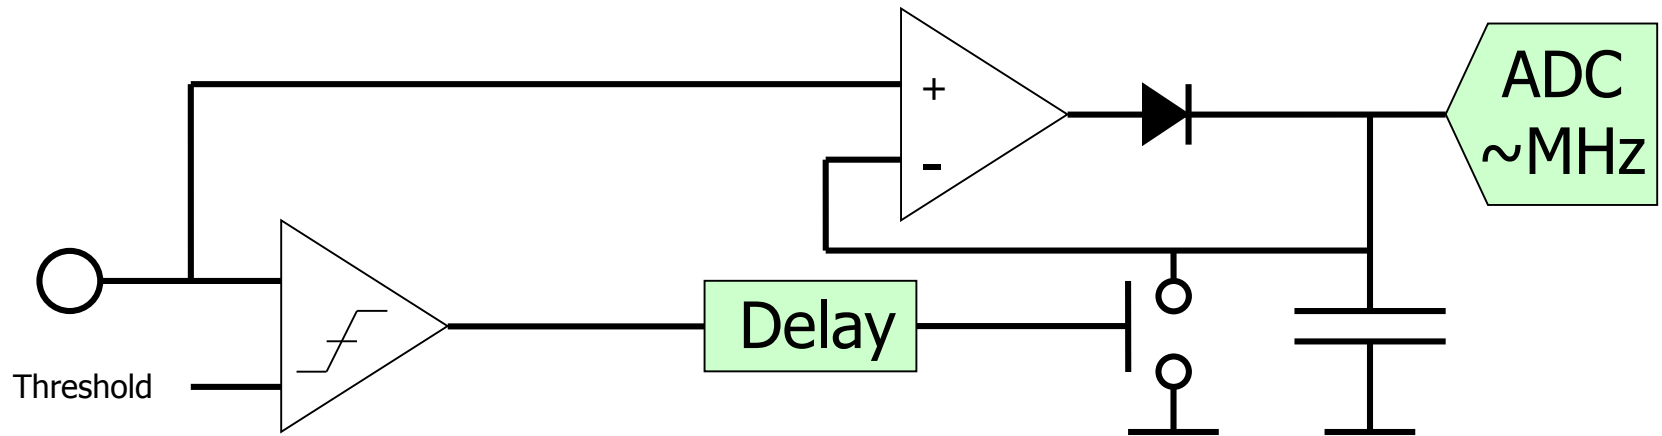 ADC
~MHz
+
-
Delay
Threshold